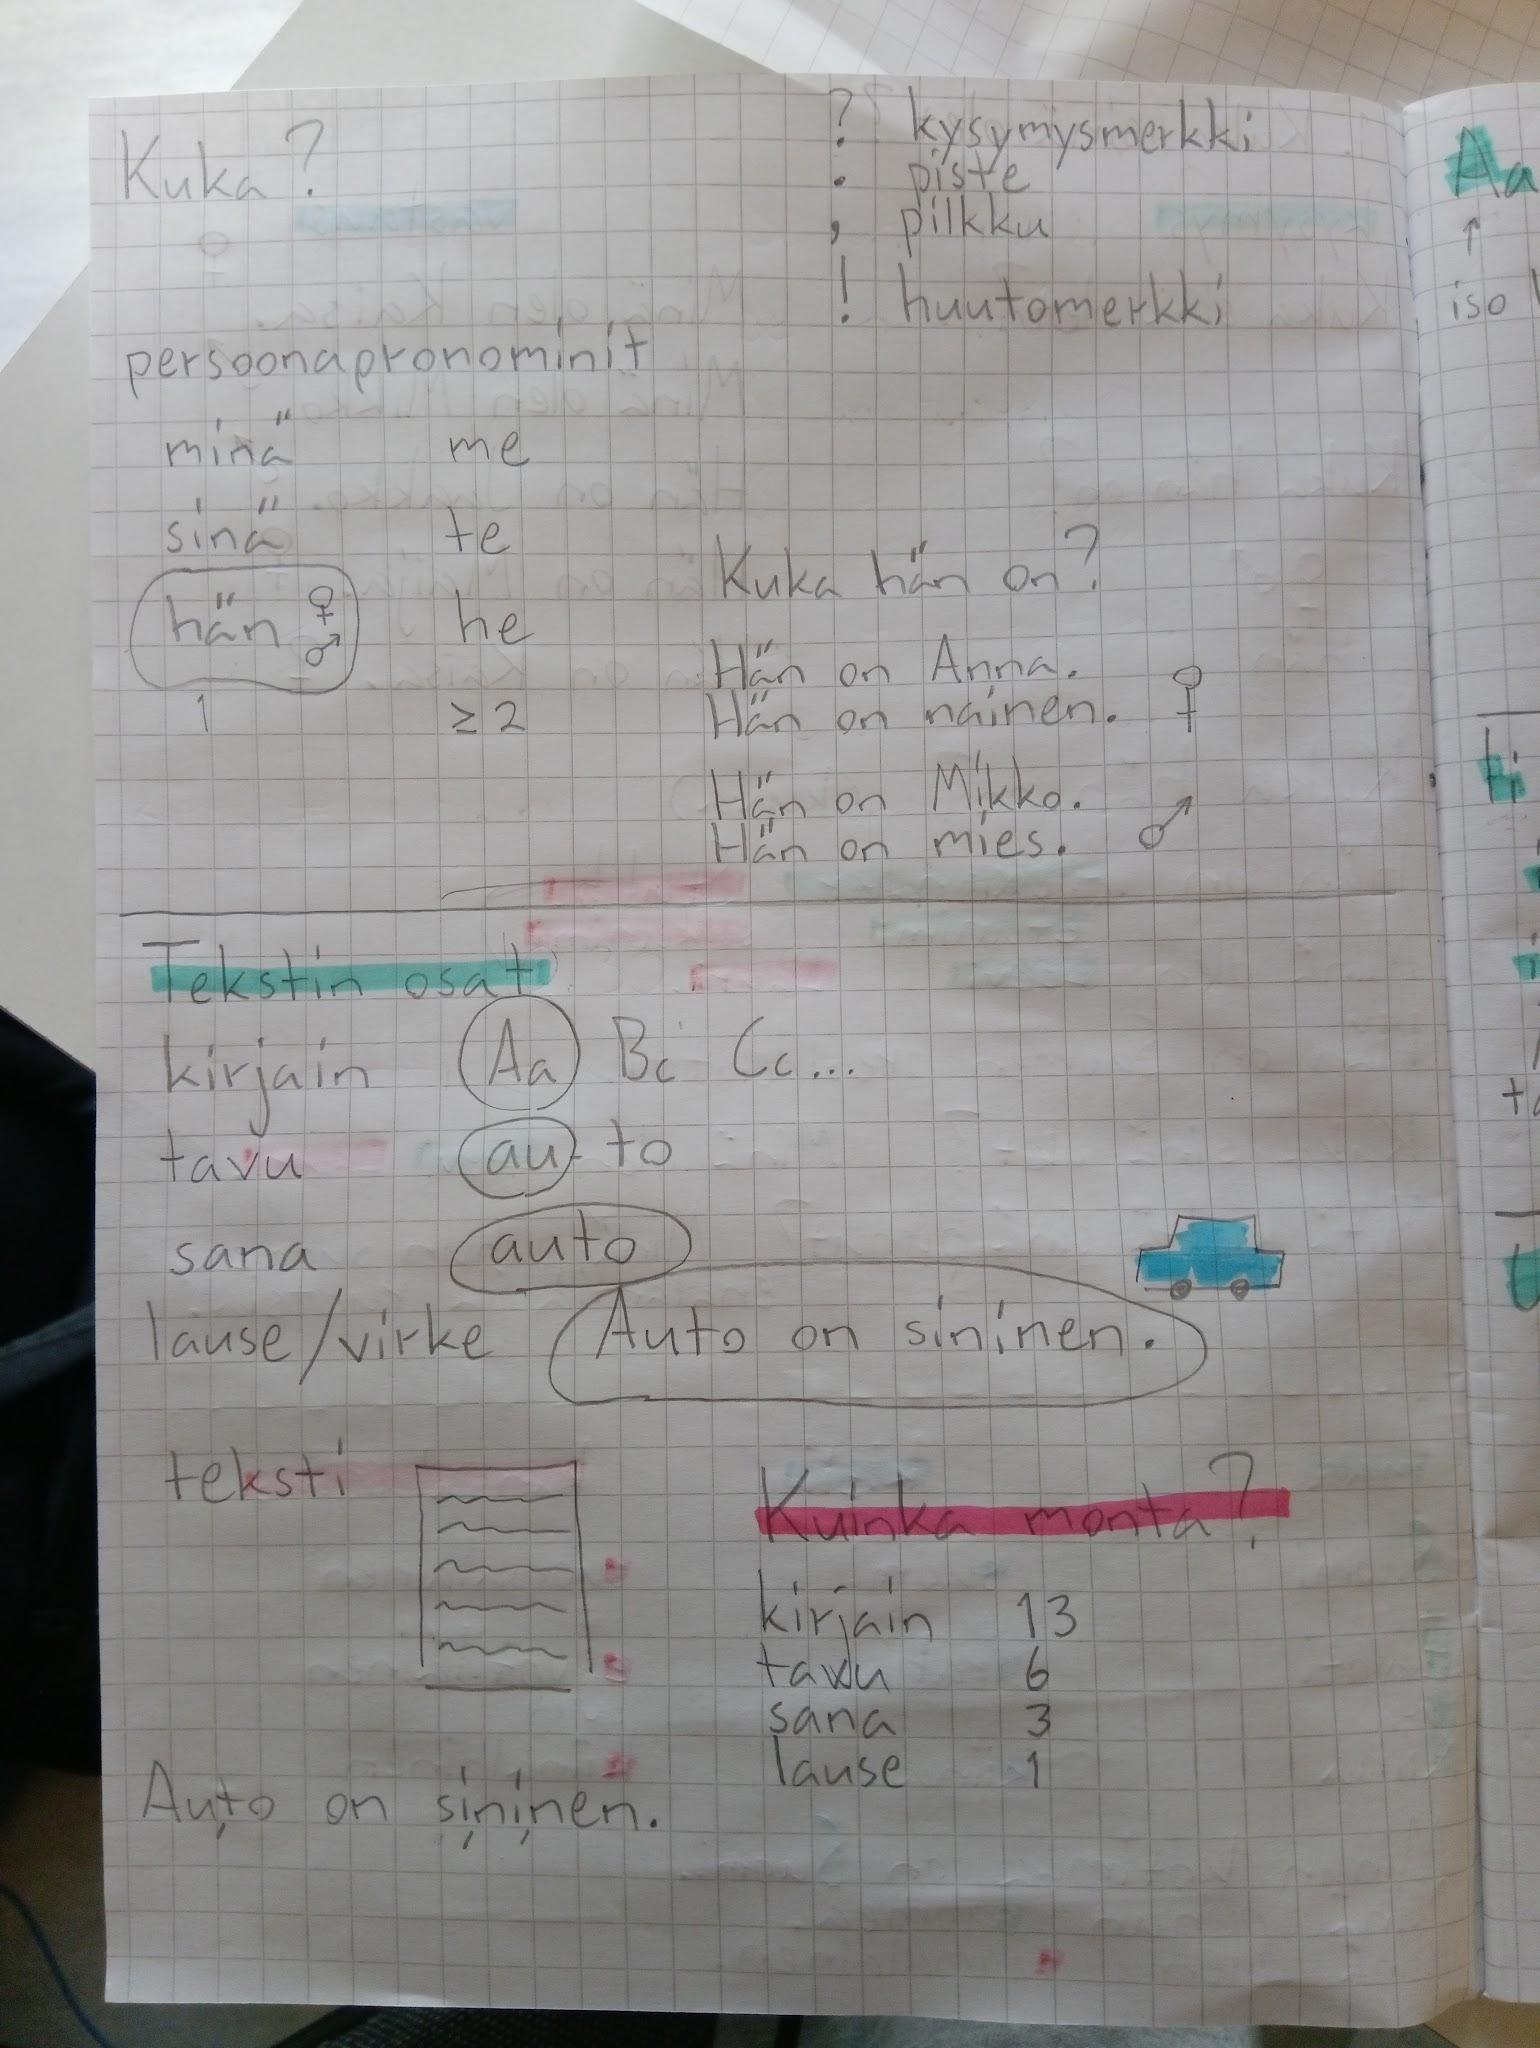 Kuka?
? kysymysmerkki
. piste
, pilkku
! huutomerkki
persoonapronominit
minä me
sinä te
hän ♀ ♂ he
1 ≥2
Kuka hän on?
Hän on Anna.
Hän on nainen. ♀
Hän on Mikko.
Hän on mies. ♂
Tekstin osat
kirjain Aa Bc Cc...
tavu au-to
sana auto
lause/virke Auto on sininen.
teksti
Kuinka monta?
kirjain 13
tavu 6
sana 3
lause 1
Auto on sininen.
Aa
↑
iso